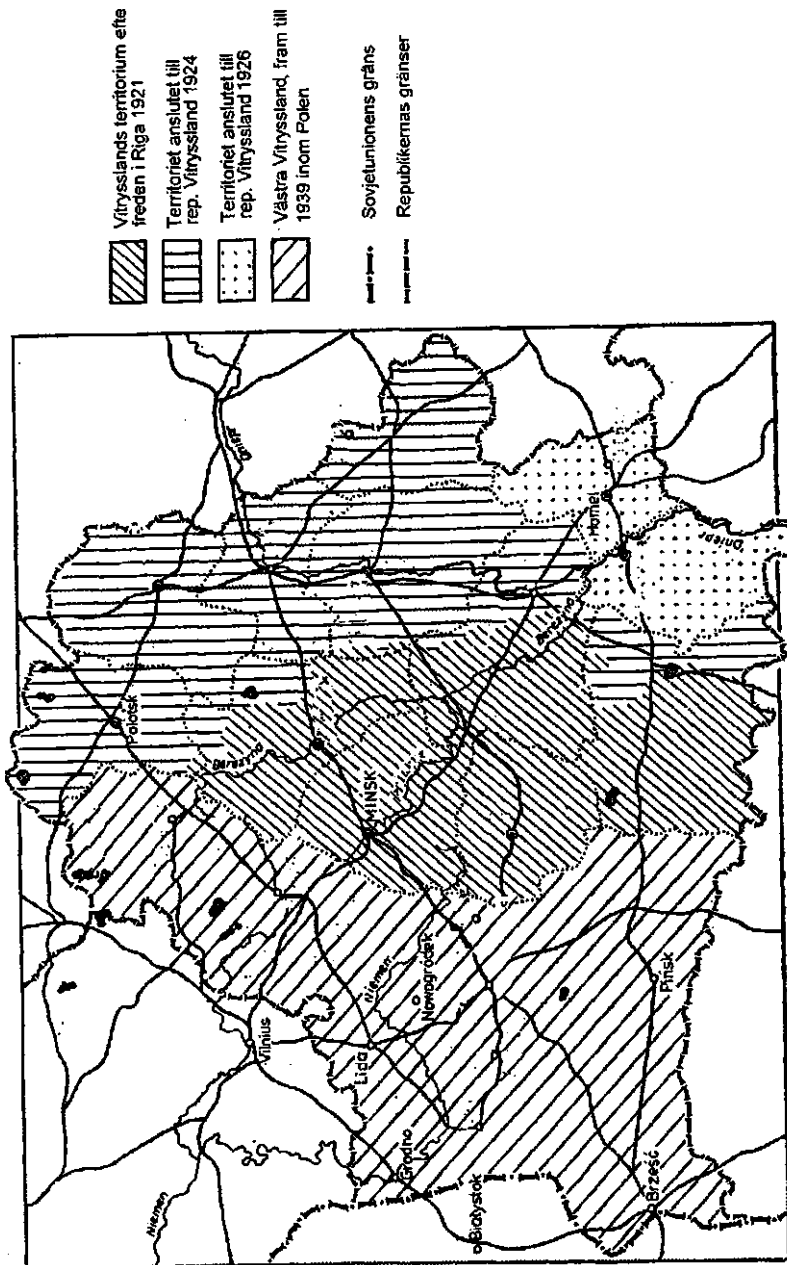 Vitrysslands territorium efte
freden i Riga 1921
Territoriet anslutet till
rep. Vitryssland 1924
Territoriet anslutet till
rep. Vitryssland 1926
Västra Vitryssland, fram till
1939 inom Polen
Sovjetunionens gräns
Republikernas gränser
Niemen
Dniepr
Polotsk
Vilnius
Berezina
MINSK
Lida
Niemen
Nowogródek
Grodno
Białystok
Berezina
Homel
Dniepr
Pinsk
Brześć